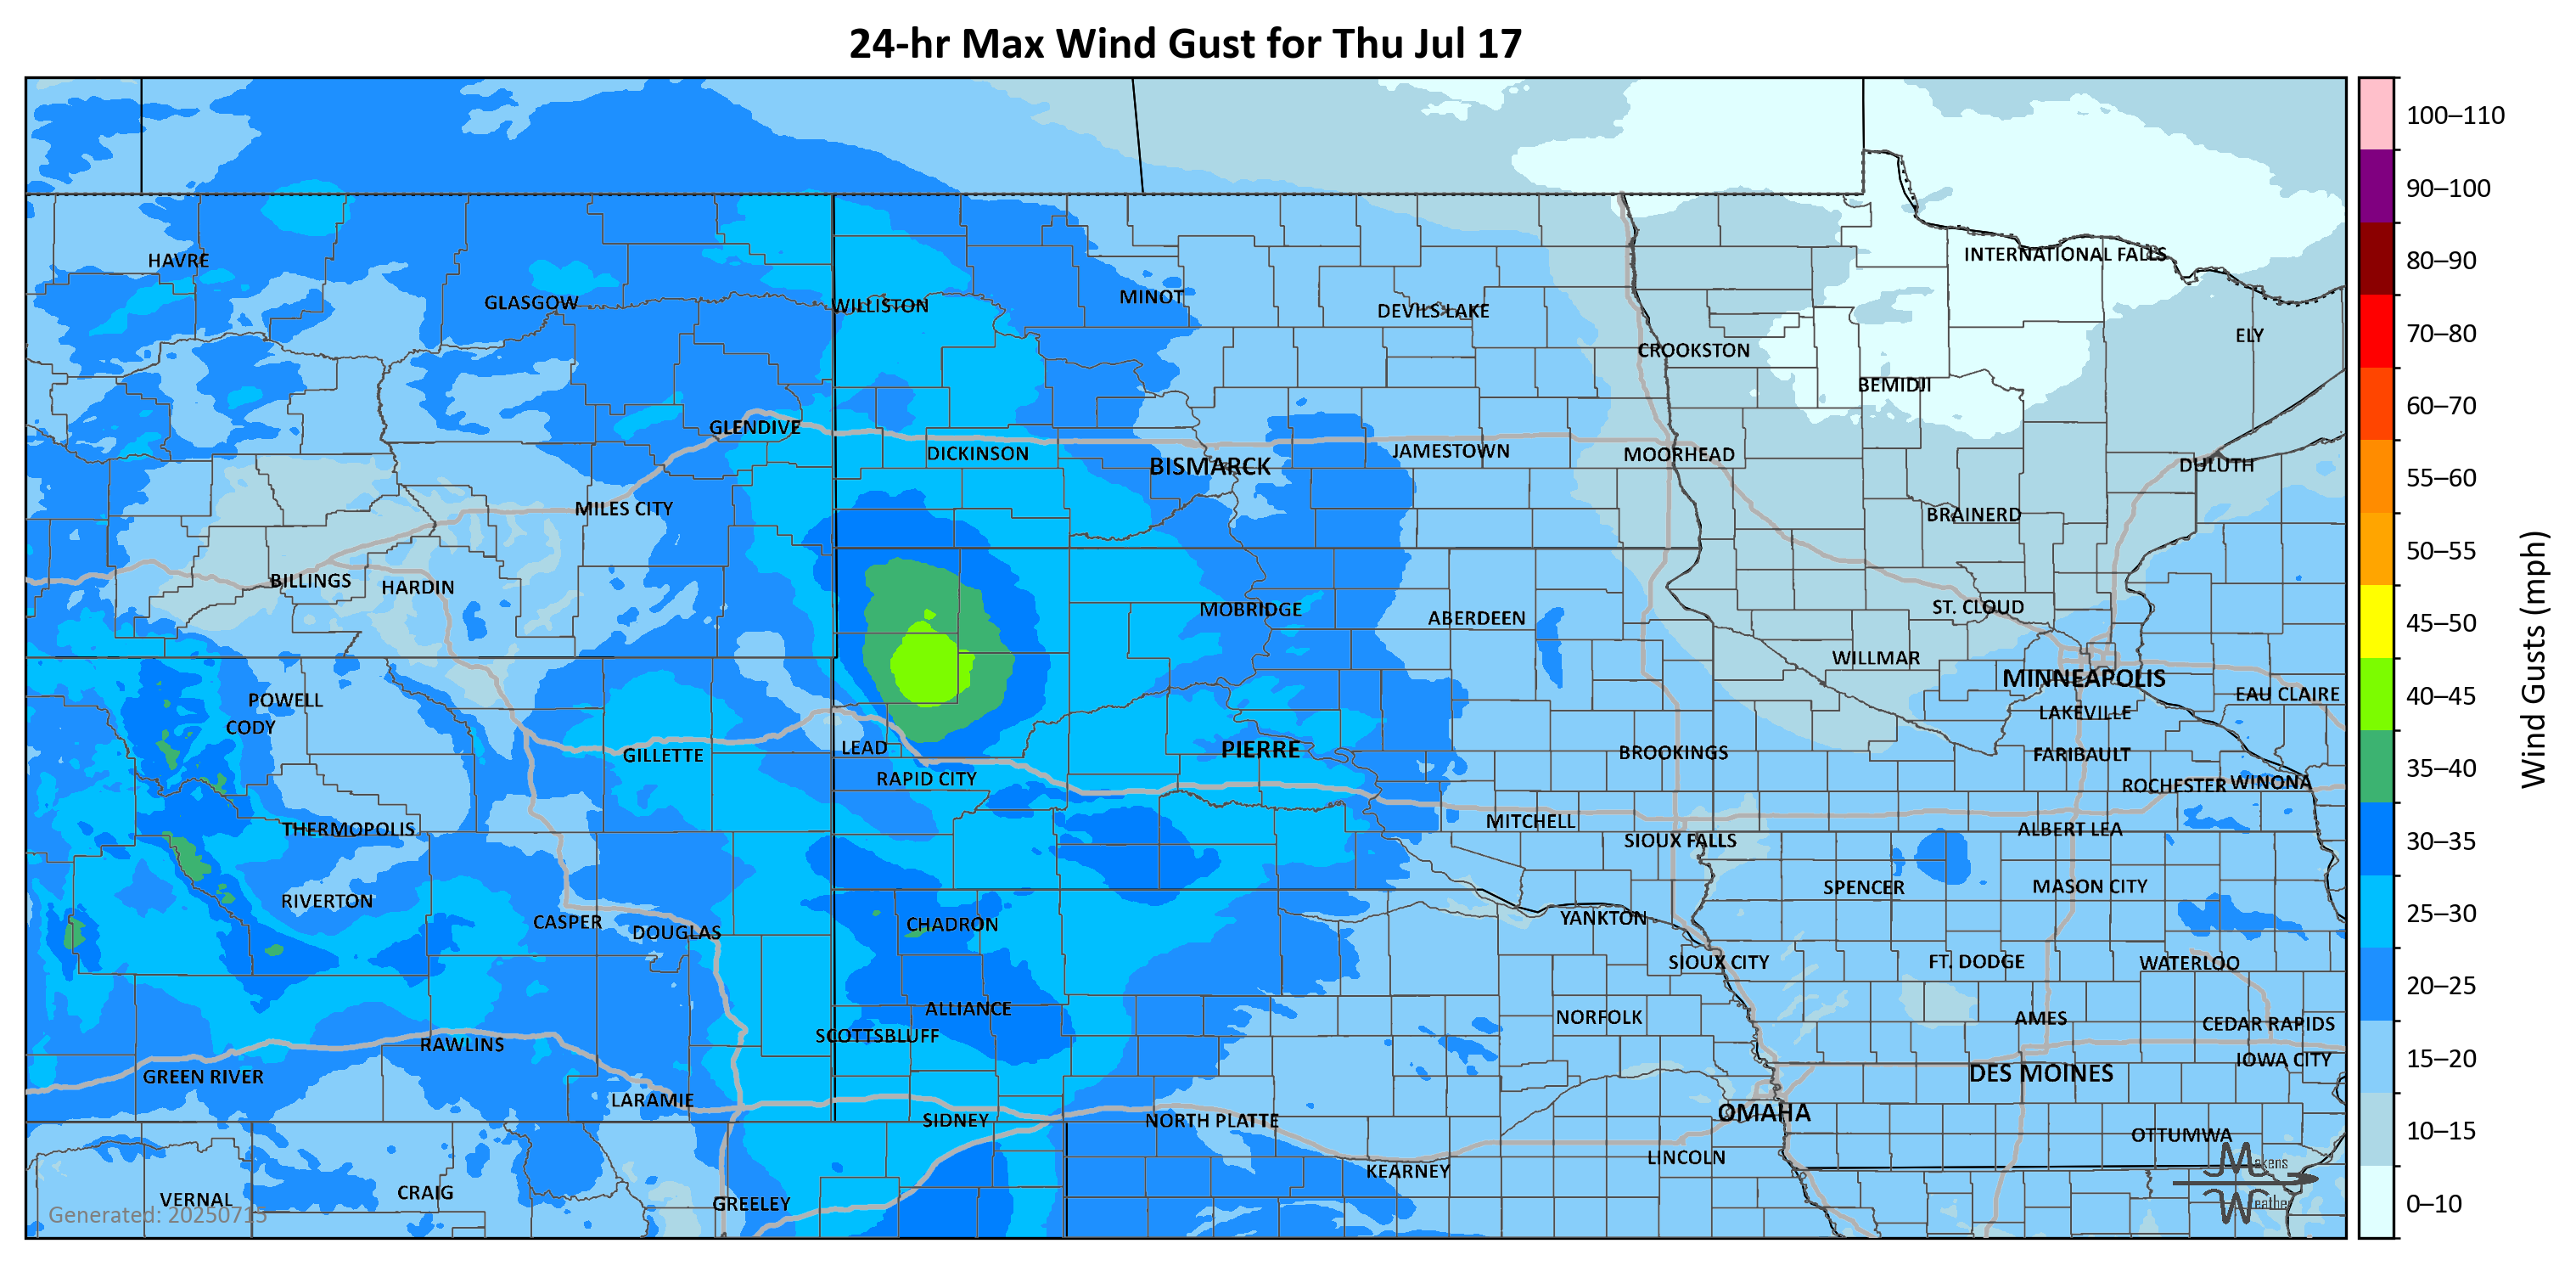 24-hr Max Wind Gust for Thu Jul 17
100–110
90–100
80–90
70–80
60–70
55–60
50–55
45–50
40–45
35–40
30–35
25–30
20–25
15–20
10–15
0–10
Wind Gusts (mph)
HAVRE
GLASGOW
WILLISTON
MINOT
DEVILS LAKE
INTERNATIONAL FALLS
ELY
CROOKSTON
BEMIDJI
GLENDIVE
DICKINSON
BISMARCK
JAMESTOWN
MOORHEAD
DULUTH
MILES CITY
BRAINERD
BILLINGS
HARDIN
MOBRIDGE
ABERDEEN
ST. CLOUD
WILLMAR
MINNEAPOLIS
EAU CLAIRE
POWELL
CODY
LAKEVILLE
GILLETTE
LEAD
PIERRE
BROOKINGS
FARIBAULT
RAPID CITY
ROCHESTER
WINONA
THERMOPOLIS
MITCHELL
SIOUX FALLS
ALBERT LEA
RIVERTON
SPENCER
MASON CITY
CASPER
DOUGLAS
CHADRON
YANKTON
SIOUX CITY
FT. DODGE
WATERLOO
ALLIANCE
NORFOLK
AMES
CEDAR RAPIDS
SCOTTSBLUFF
RAWLINS
IOWA CITY
GREEN RIVER
DES MOINES
LARAMIE
SIDNEY
NORTH PLATTE
OMAHA
OTTUMWA
KEARNEY
LINCOLN
VERNAL
CRAIG
GREELEY
Generated: 20250715
Makens
Weather